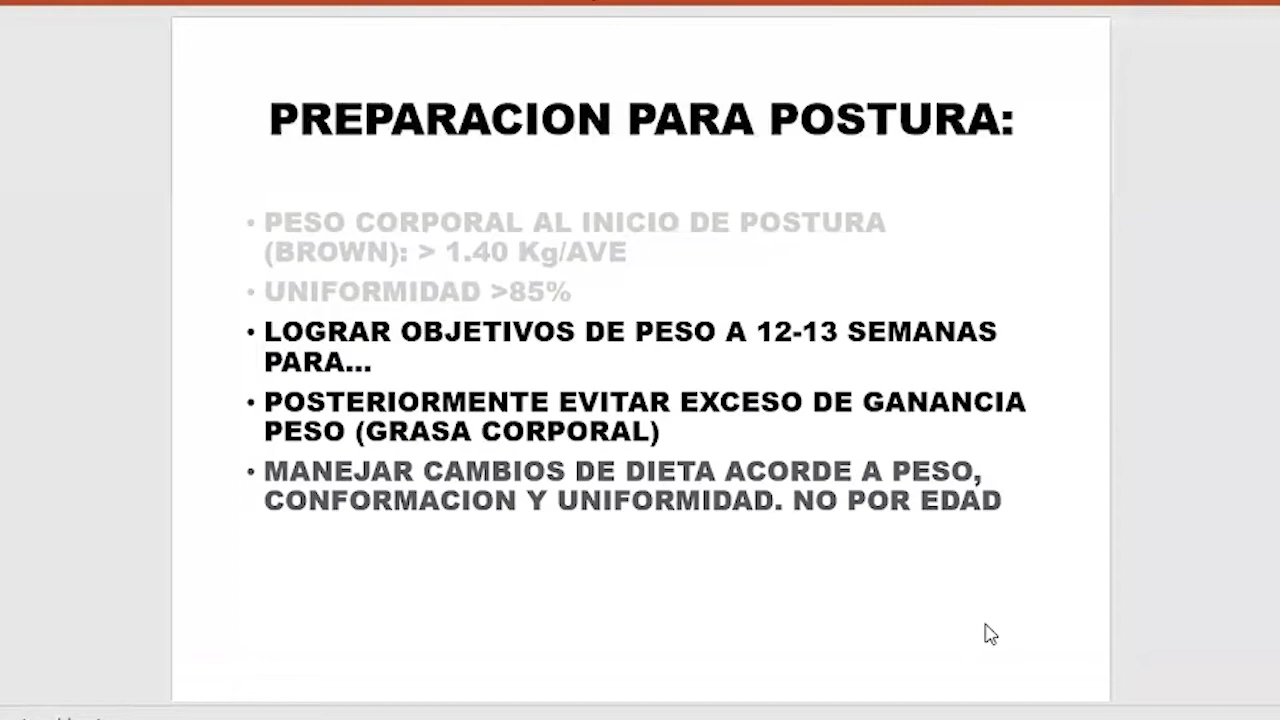 PREPARACION PARA POSTURA:
• PESO CORPORAL AL INICIO DE POSTURA
(BROWN): > 1.40 Kg/AVE
• UNIFORMIDAD >85%
• LOGRAR OBJETIVOS DE PESO A 12-13 SEMANAS
PARA...
• POSTERIORMENTE EVITAR EXCESO DE GANANCIA
PESO (GRASA CORPORAL)
• MANEJAR CAMBIOS DE DIETA ACORDE A PESO,
CONFORMACION Y UNIFORMIDAD. NO POR EDAD